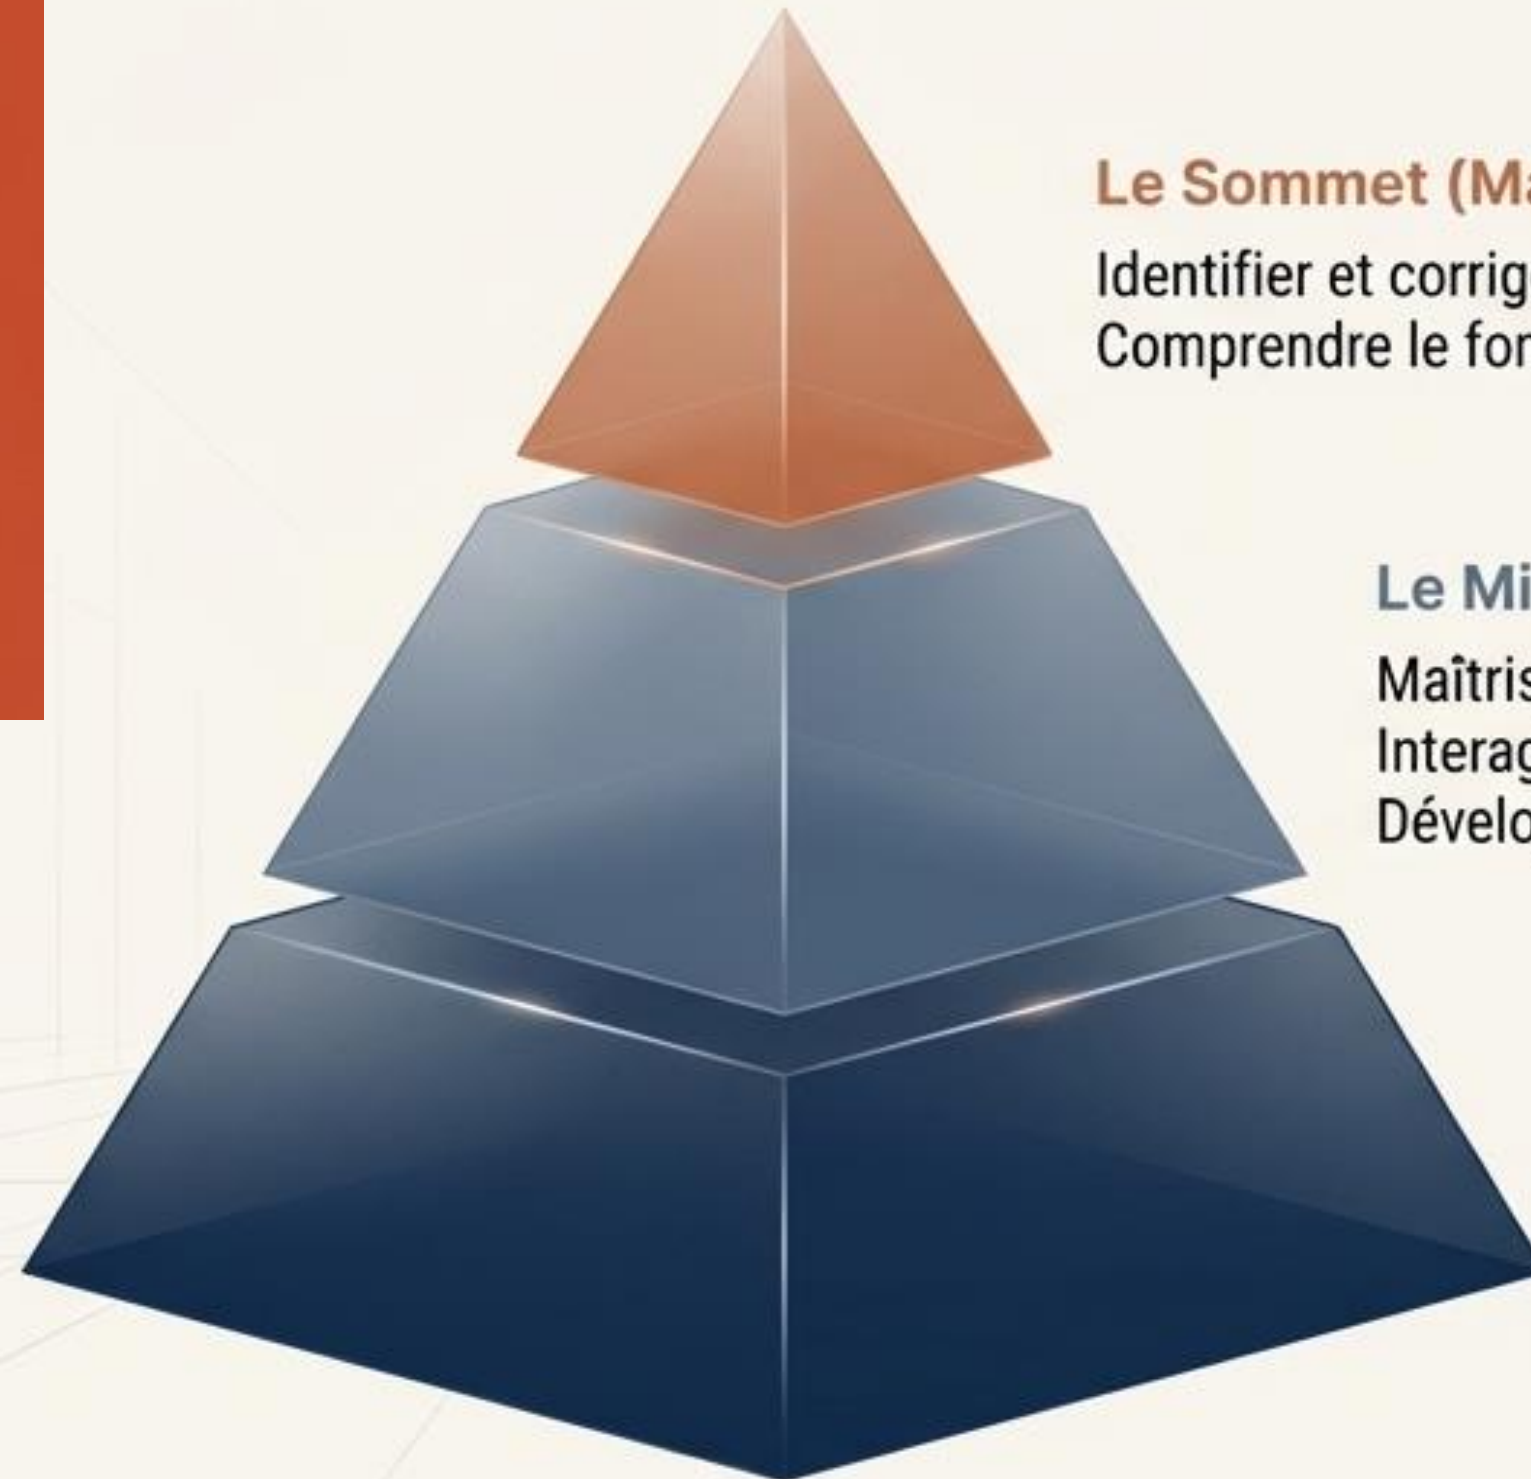 Le Sommet (Ma
Identifier et corrig
Comprendre le for
Le Mi
Maîtris
Interag
Dévelo